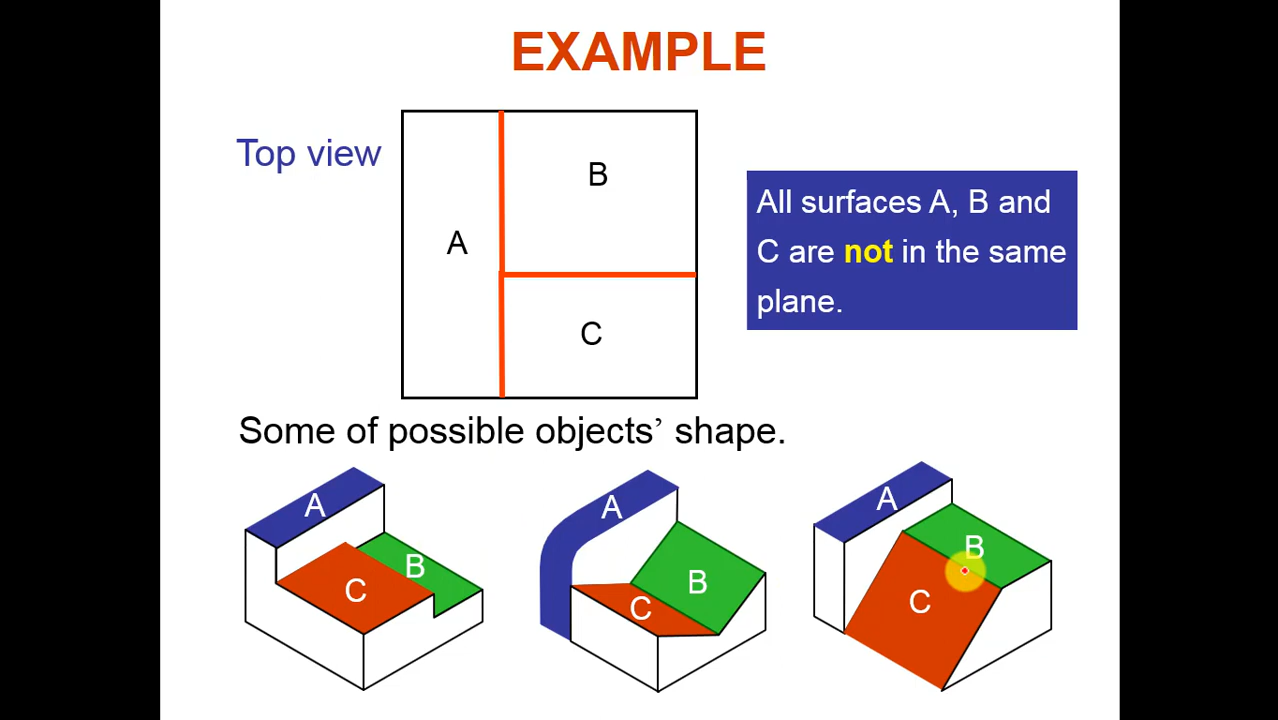 EXAMPLE
Top view
A
B
C
All surfaces A, B and
C are not in the same
plane.
Some of possible objects’ shape.
A
B
C
A
B
C
A
B
C